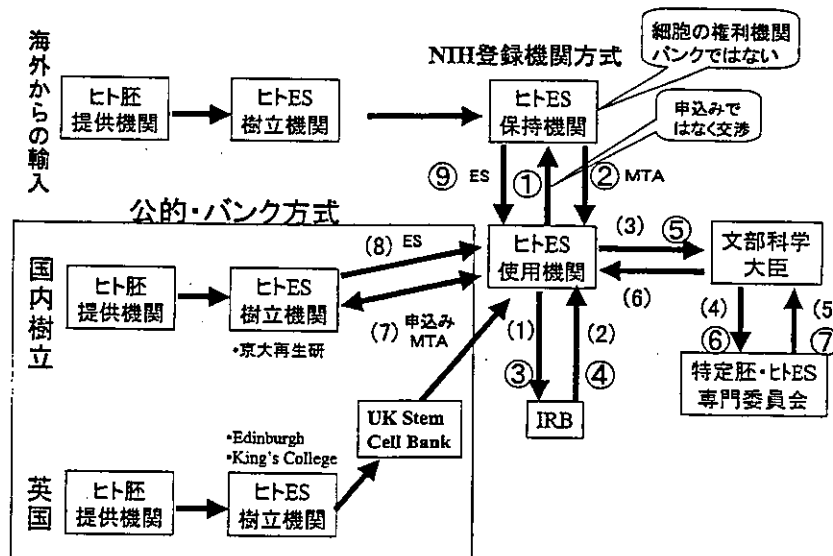 海外からの輸入
NIH登録機関方式
細胞の権利機関
バンクではない
ヒト胚
提供機関
ヒトES
樹立機関
ヒトES
保持機関
申込みで
はなく交渉
⑨ ES
①
② MTA
公的・バンク方式
国内樹立
(8) ES
ヒト胚
提供機関
ヒトES
樹立機関
・京大再生研
(7) 申込み
MTA
ヒトES
使用機関
(3) ⑤
(6)
文部科学
大臣
(1)
(2)
③
④
(4)
(5)
⑥
⑦
特定胚・ヒトES
専門委員会
IRB
UK Stem
Cell Bank
英国
・Edinburgh
・King's College
ヒト胚
提供機関
ヒトES
樹立機関